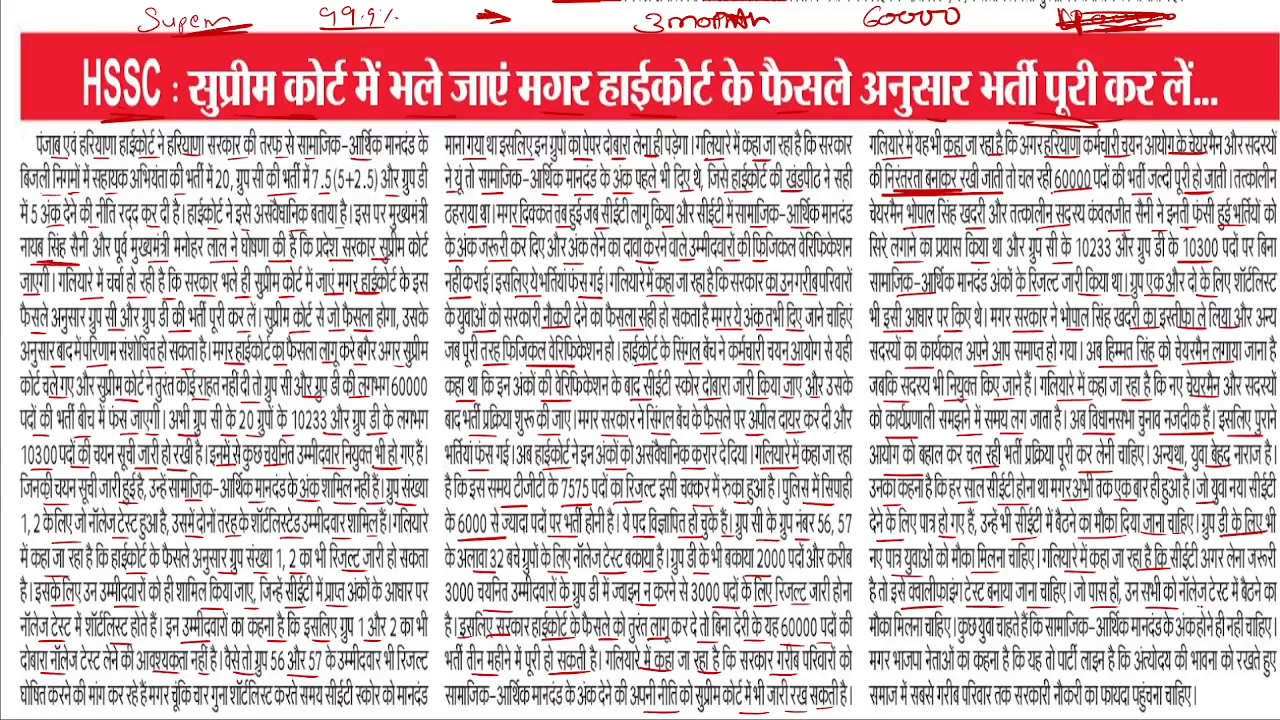 Supem 99.9% → 3 month 60000
HSSC : सुप्रीम कोर्ट में भले जाएं मगर हाईकोर्ट के फैसले अनुसार भर्ती पूरी कर लें...
पंजाब एवं हरियाणा हाईकोर्ट ने हरियाणा सरकार की तरफ से सामाजिक-आर्थिक मानदंड के
बिजली निगमों में सहायक अभियंता की भर्ती में 20, ग्रुप सी की भर्ती में 7.5(5+2.5) और ग्रुप डी
में 5 अंक देने की नीति रद्द कर दी है। हाईकोर्ट ने इसे असंवैधानिक बताया है। इस पर मुख्यमंत्री
नायब सिंह सैनी और पूर्व मुख्यमंत्री मनोहर लाल ने घोषणा की है कि प्रदेश सरकार सुप्रीम कोर्ट
जाएगी। गलियारे में चर्चा हो रही है कि सरकार भले ही सुप्रीम कोर्ट में जाएं मगर हाईकोर्ट के इस
फैसले अनुसार ग्रुप सी और ग्रुप डी की भर्ती पूरी कर ले। सुप्रीम कोर्ट से जो फैसला होगा, उसके
अनुसार बाद में परिणाम संशोधित हो सकता है। मगर हाईकोर्ट का फैसला लागू करे बगैर अगर सुप्रीम
कोर्ट चले गए और सुप्रीम कोर्ट ने तुरंत कोई राहत नहीं दी तो ग्रुप सी और ग्रुप डी की लगभग 60000
पदों की भर्ती बीच में फंस जाएगी। अभी ग्रुप सी के 20 ग्रुपों के 10233 और ग्रुप डी के लगभग
10300 पदों की चयन सूची जारी हो रखी है। इनमें से कुछ चयनित उम्मीदवार नियुक्त भी हो गए हैं।
जिनकी चयन सूची जारी हुई है, उन्हें सामाजिक-आर्थिक मानदंड के अंक शामिल नहीं हैं। ग्रुप संख्या
1, 2 के लिए जो नॉलेज टेस्ट हुआ है, उसमें दोनों तरह के शॉर्टलिस्टेड उम्मीदवार शामिल हैं। गलियारे
में कहा जा रहा है कि हाईकोर्ट के फैसले अनुसार ग्रुप संख्या 1, 2 का भी रिजल्ट जारी हो सकता
है। इसके लिए उन उम्मीदवारों को ही शामिल किया जाए, जिन्हें सीईटी में प्राप्त अंकों के आधार पर
नॉलेज टेस्ट में शॉर्टलिस्ट होते हैं। इन उम्मीदवारों का कहना है कि इसलिए ग्रुप 1 और 2 का भी
दोबारा नॉलेज टेस्ट लेने की आवश्यकता नहीं है। वैसे तो ग्रुप 56 और 57 के उम्मीदवार भी रिजल्ट
घोषित करने की मांग कर रहे हैं मगर चूंकि चार गुना शॉर्टलिस्ट करते समय सीईटी स्कोर को मानदंड
माना गया था इसलिए इन ग्रुपों का पेपर दोबारा लेना ही पड़ेगा। गलियारे में कहा जा रहा है कि सरकार
ने यूं तो सामाजिक-आर्थिक मानदंड के अंक पहले भी दिए थे, जिसे हाईकोर्ट की खंडपीठ ने सही
ठहराया था। मगर दिक्कत तब हुई जब सीईटी लागू किया और सीईटी में सामाजिक-आर्थिक मानदंड
के अंक जरूरी कर दिए और अंक लेने का दावा करने वाले उम्मीदवारों की फिजिकल वेरिफिकेशन
नहीं कराई। इसलिए ये भर्तियां फंस गई। गलियारे में कहा जा रहा है कि सरकार का उन गरीब परिवारों
के युवाओं को सरकारी नौकरी देने का फैसला सही हो सकता है मगर ये अंक तभी दिए जाने चाहिएं
जब पूरी तरह फिजिकल वेरिफिकेशन हो। हाईकोर्ट के सिंगल बेंच ने कर्मचारी चयन आयोग से यही
कहा था कि इन अंकों की वेरिफिकेशन के बाद सीईटी स्कोर दोबारा जारी किया जाए और उसके
बाद भर्ती प्रक्रिया शुरू की जाए। मगर सरकार ने सिंगल बेंच के फैसले पर अपील दायर कर दी और
भर्तियां फंस गई। अब हाईकोर्ट ने इन अंकों को असंवैधानिक करार दे दिया। गलियारे में कहा जा रहा
है कि इस समय टीजीटी के 7575 पदों का रिजल्ट इसी चक्कर में रुका हुआ है। पुलिस में सिपाही
के 6000 से ज्यादा पदों पर भर्ती होनी है। ये पद विज्ञापित हो चुके हैं। ग्रुप सी के ग्रुप नंबर 56, 57
के अलावा 32 बचे ग्रुपों के लिए नॉलेज टेस्ट बकाया है। ग्रुप डी के भी बकाया 2000 पदों और करीब
3000 चयनित उम्मीदवारों के ग्रुप डी में ज्वाइन न करने से 3000 पदों के लिए रिजल्ट जारी होना
है। इसलिए सरकार हाईकोर्ट के फैसले को तुरंत लागू कर दे तो बिना देरी के यह 60000 पदों की
भर्ती तीन महीने में पूरी हो सकती है। गलियारे में कहा जा रहा है कि सरकार गरीब परिवारों को
सामाजिक-आर्थिक मानदंड के अंक देने की अपनी नीति को सुप्रीम कोर्ट में भी जारी रख सकती है।
गलियारे में यह भी कहा जा रहा है कि अगर हरियाणा कर्मचारी चयन आयोग के चेयरमैन और सदस्यों
की निरंतरता बनाकर रखी जाती तो चल रही 60000 पदों की भर्ती जल्दी पूरी हो जाती। तत्कालीन
चेयरमैन भोपाल सिंह खदरी और तत्कालीन सदस्य कंवलजीत सैनी ने इनती फंसी हुई भर्तियों को
सिरे लगाने का प्रयास किया था और ग्रुप सी के 10233 और ग्रुप डी के 10300 पदों पर बिना
सामाजिक-आर्थिक मानदंड अंकों के रिजल्ट जारी किया था। ग्रुप एक और दो के लिए शॉर्टलिस्ट
भी इसी आधार पर किए थे। मगर सरकार ने भोपाल सिंह खदरी का इस्तीफा ले लिया और अन्य
सदस्यों का कार्यकाल अपने आप समाप्त हो गया। अब हिम्मत सिंह को चेयरमैन लगाया जाना है
जबकि सदस्य भी नियुक्त किए जाने हैं। गलियारे में कहा जा रहा है कि नए चेयरमैन और सदस्यों
को कार्यप्रणाली समझने में समय लग जाता है। अब विधानसभा चुनाव नजदीक हैं। इसलिए पुराने
आयोग को बहाल कर चल रही भर्ती प्रक्रिया पूरी कर लेनी चाहिए। अन्यथा, युवा बेहद नाराज है।
उनका कहना है कि हर साल सीईटी होना था मगर अभी तक एक बार ही हुआ है। जो युवा नया सीईटी
देने के लिए पात्र हो गए हैं, उन्हें भी सीईटी में बैठने का मौका दिया जाना चाहिए। ग्रुप डी के लिए भी
नए पात्र युवाओं को मौका मिलना चाहिए। गलियारे में कहा जा रहा है कि सीईटी अगर लेना जरूरी
है तो इसे क्वालीफाइंग टेस्ट बनाया जाना चाहिए। जो पास हों, उन सभी को नॉलेज टेस्ट में बैठने का
मौका मिलना चाहिए। कुछ युवा चाहते हैं कि सामाजिक-आर्थिक मानदंड के अंक होने ही नहीं चाहिएं।
मगर भाजपा नेताओं का कहना है कि यह तो पार्टी लाइन है कि अंत्योदय की भावना को रखते हुए
समाज में सबसे गरीब परिवार तक सरकारी नौकरी का फायदा पहुंचना चाहिए।